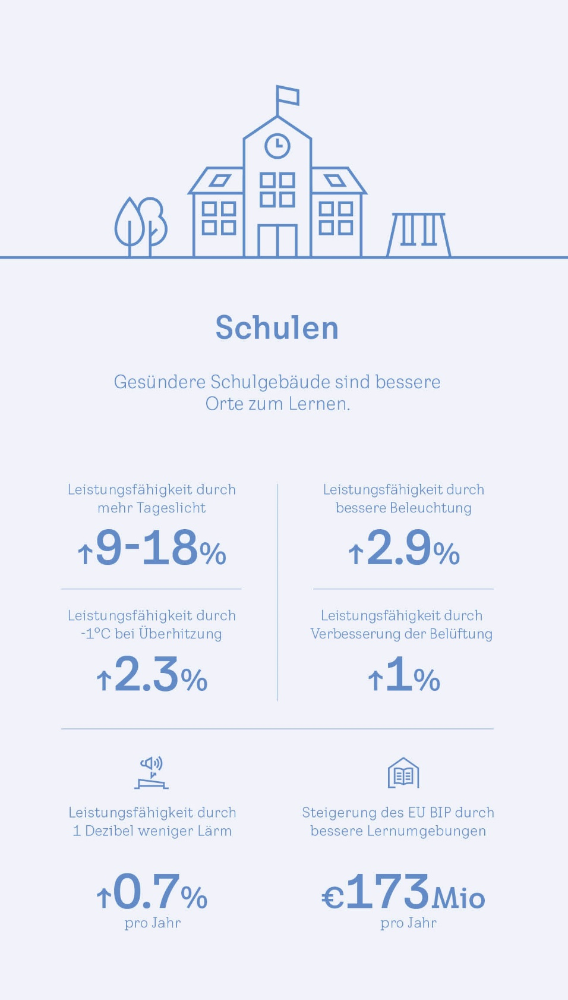 Schulen
Gesündere Schulgebäude sind bessere
Orte zum Lernen.
Leistungsfähigkeit durch
mehr Tageslicht
↑9-18%
Leistungsfähigkeit durch
bessere Beleuchtung
↑2.9%
Leistungsfähigkeit durch
-1°C bei Überhitzung
↑2.3%
Leistungsfähigkeit durch
Verbesserung der Belüftung
↑1%
Leistungsfähigkeit durch
1 Dezibel weniger Lärm
↑0.7%
pro Jahr
Steigerung des EU BIP durch
bessere Lernumgebungen
€173Mio
pro Jahr